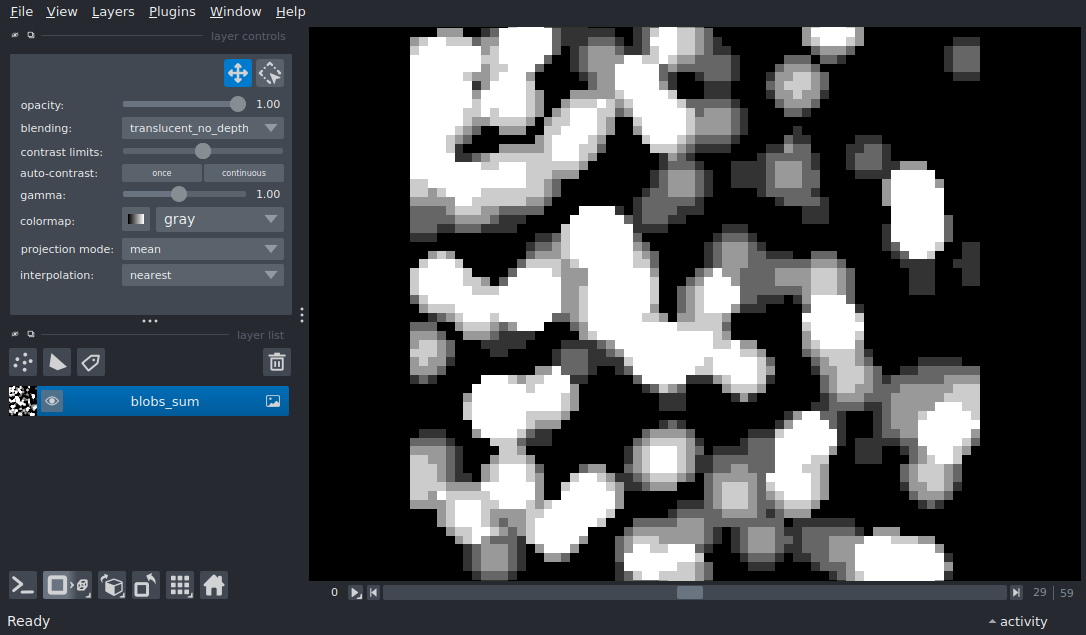 File View Layers Plugins Window Help
layer controls
opacity: 1.00
blending: translucent_no_depth
contrast limits:
auto-contrast: once continuous
gamma: 1.00
colormap: gray
projection mode: mean
interpolation: nearest
layer list
blobs_sum
0 29 | 59
Ready activity